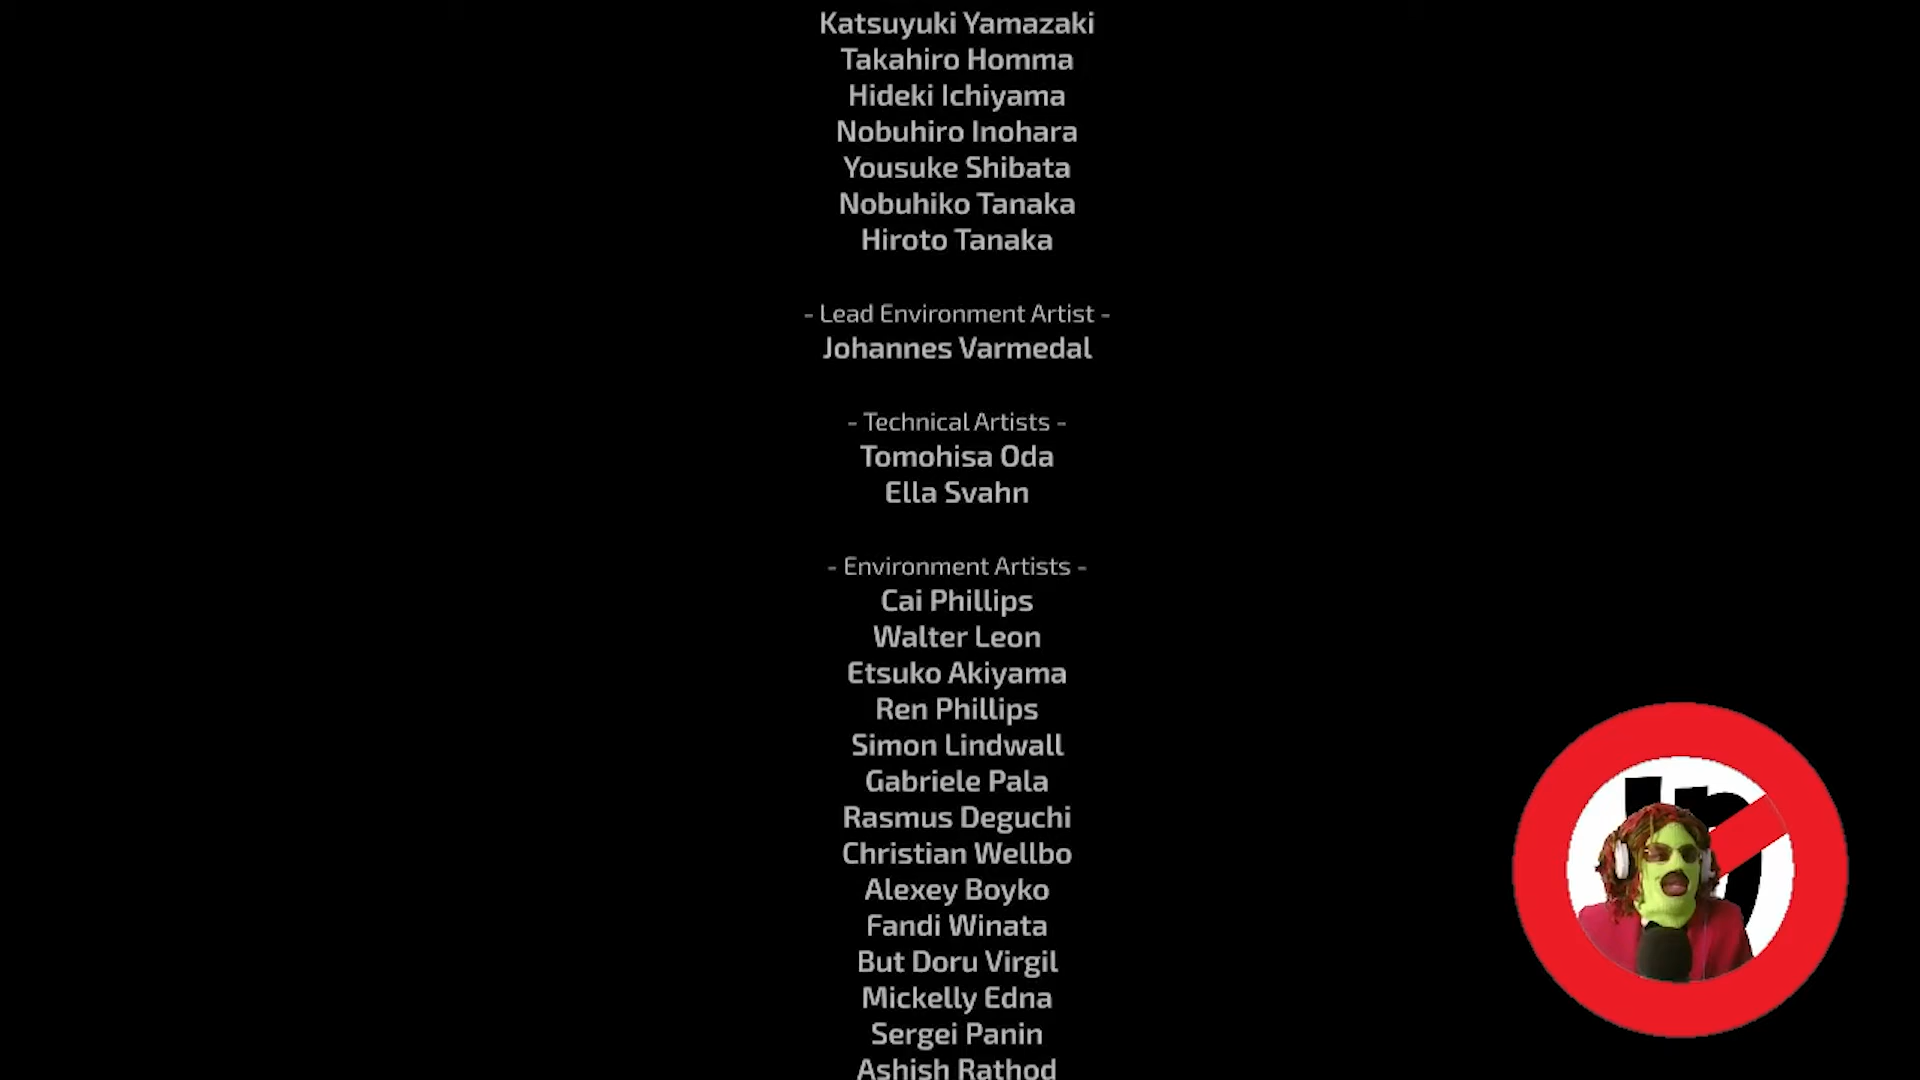 Katsuyuki Yamazaki
Takahiro Homma
Hideki Ichiyama
Nobuhiro Inohara
Yousuke Shibata
Nobuhiko Tanaka
Hiroto Tanaka
- Lead Environment Artist -
Johannes Varmedal
- Technical Artists -
Tomohisa Oda
Ella Svahn
- Environment Artists -
Cai Phillips
Walter Leon
Etsuko Akiyama
Ren Phillips
Simon Lindwall
Gabriele Pala
Rasmus Deguchi
Christian Wellbo
Alexey Boyko
Fandi Winata
But Doru Virgil
Mickelly Edna
Sergei Panin
Ashish Rathod